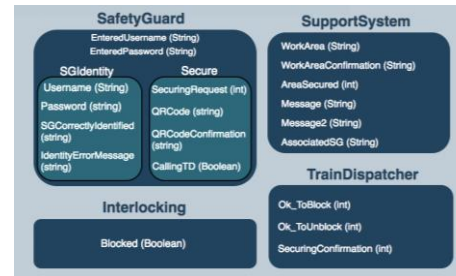 SafetyGuard
EnteredUsername (String)
EnteredPassword (String)
SGIdentity
Username (String)
Password (string)
SGCorrectlyIdentified
(string)
IdentityErrorMessage
(string)
Secure
SecuringRequest (int)
QRCode (string)
QRCodeConfirmation
(string)
CallingTD (Boolean)
SupportSystem
WorkArea (String)
WorkAreaConfirmation (String)
AreaSecured (int)
Message (String)
Message2 (String)
AssociatedSG (String)
Interlocking
Blocked (Boolean)
TrainDispatcher
Ok_ToBlock (int)
Ok_ToUnblock (int)
SecuringConfirmation (int)